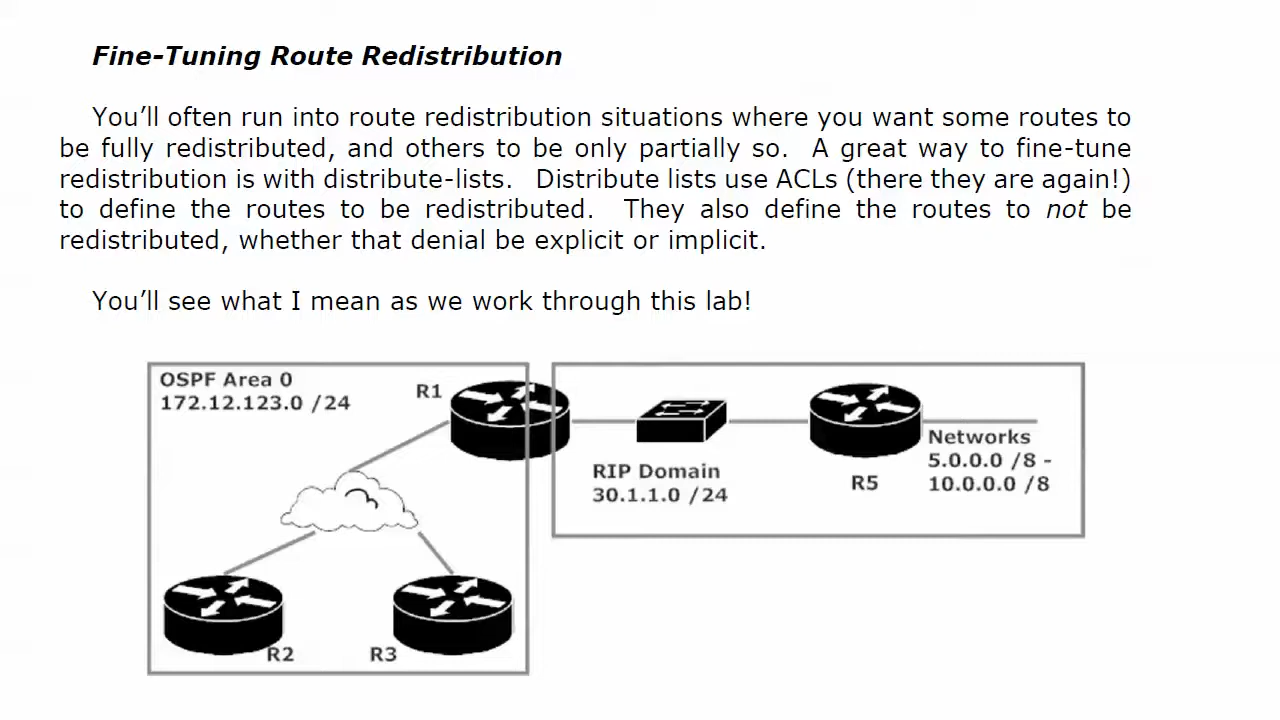 Fine-Tuning Route Redistribution
You’ll often run into route redistribution situations where you want some routes to
be fully redistributed, and others to be only partially so. A great way to fine-tune
redistribution is with distribute-lists. Distribute lists use ACLs (there they are again!)
to define the routes to be redistributed. They also define the routes to not be
redistributed, whether that denial be explicit or implicit.
You’ll see what I mean as we work through this lab!
OSPF Area 0
172.12.123.0 /24
R1
RIP Domain
30.1.1.0 /24
R5
Networks
5.0.0.0 /8 -
10.0.0.0 /8
R2
R3